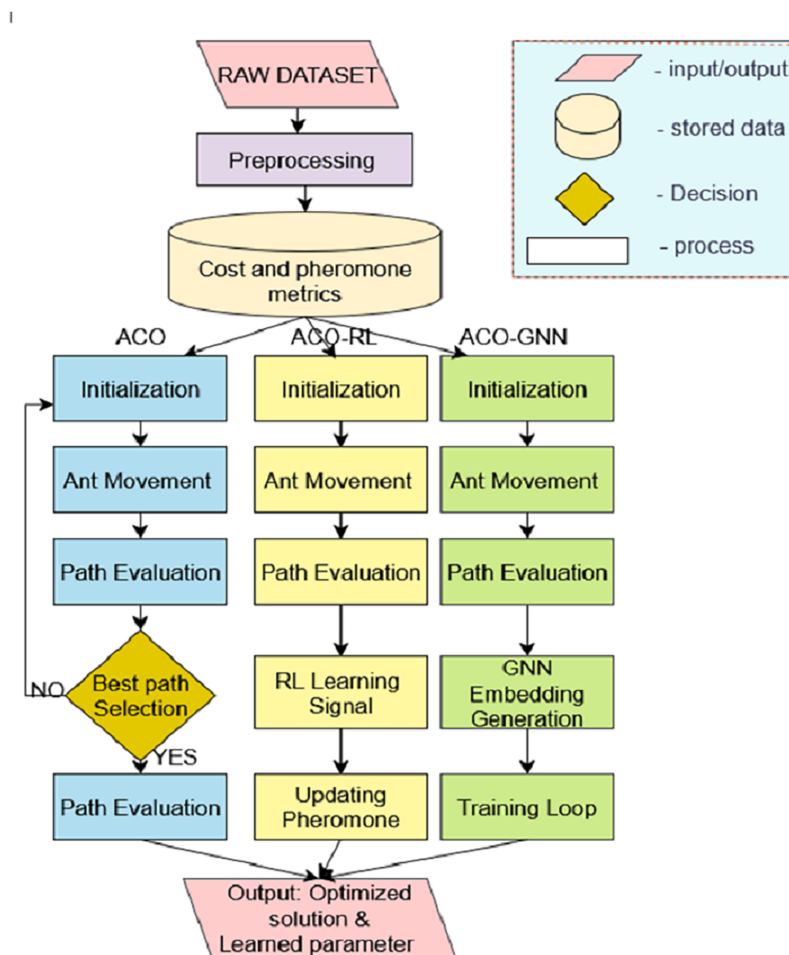 I
RAW DATASET
- input/output
- stored data
- Decision
- process
Preprocessing
Cost and pheromone
metrics
ACO
ACO-RL
ACO-GNN
Initialization
Initialization
Initialization
Ant Movement
Ant Movement
Ant Movement
Path Evaluation
Path Evaluation
Path Evaluation
NO
Best path
Selection
YES
RL Learning
Signal
GNN
Embedding
Generation
Path Evaluation
Updating
Pheromone
Training Loop
Output: Optimized
solution &
Learned parameter